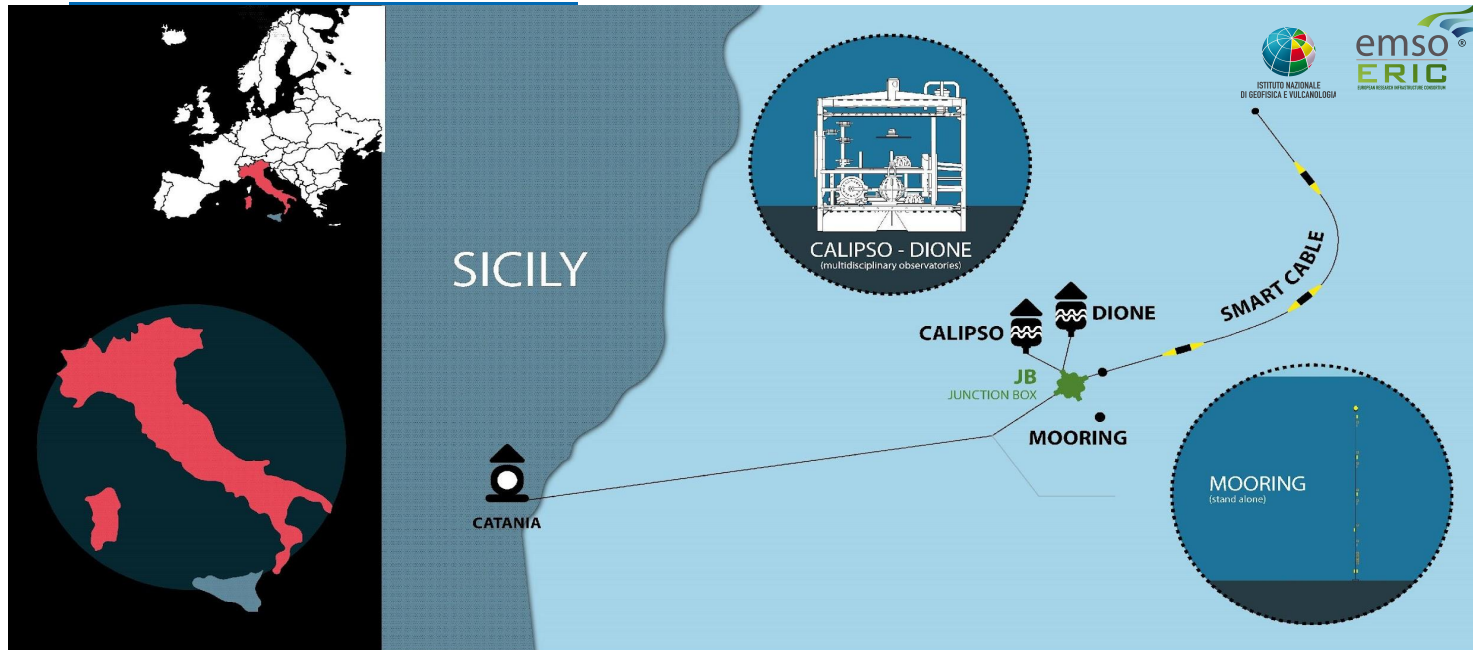 ISTITUTO NAZIONALE
DI GEOFISICA E VULCANOLOGIA
emso ®
ERIC
EUROPEAN RESEARCH INFRASTRUCTURE CONSORTIUM
SICILY
CALIPSO - DIONE
(multidisciplinary observatories)
SMART CABLE
DIONE
CALIPSO
JB
JUNCTION BOX
MOORING
MOORING
(stand alone)
CATANIA